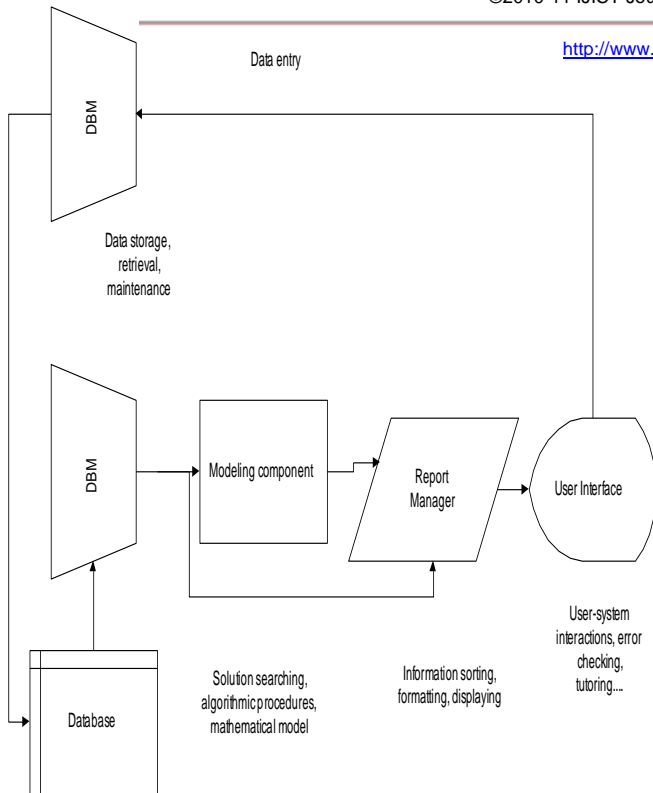 Data entry
http://www.
DBM
Data storage,
retrieval,
maintenance
DBM
Modeling component
Report
Manager
User Interface
Database
Solution searching,
algorithmic procedures,
mathematical model
Information sorting,
formatting, displaying
User-system
interactions, error
checking,
tutoring....